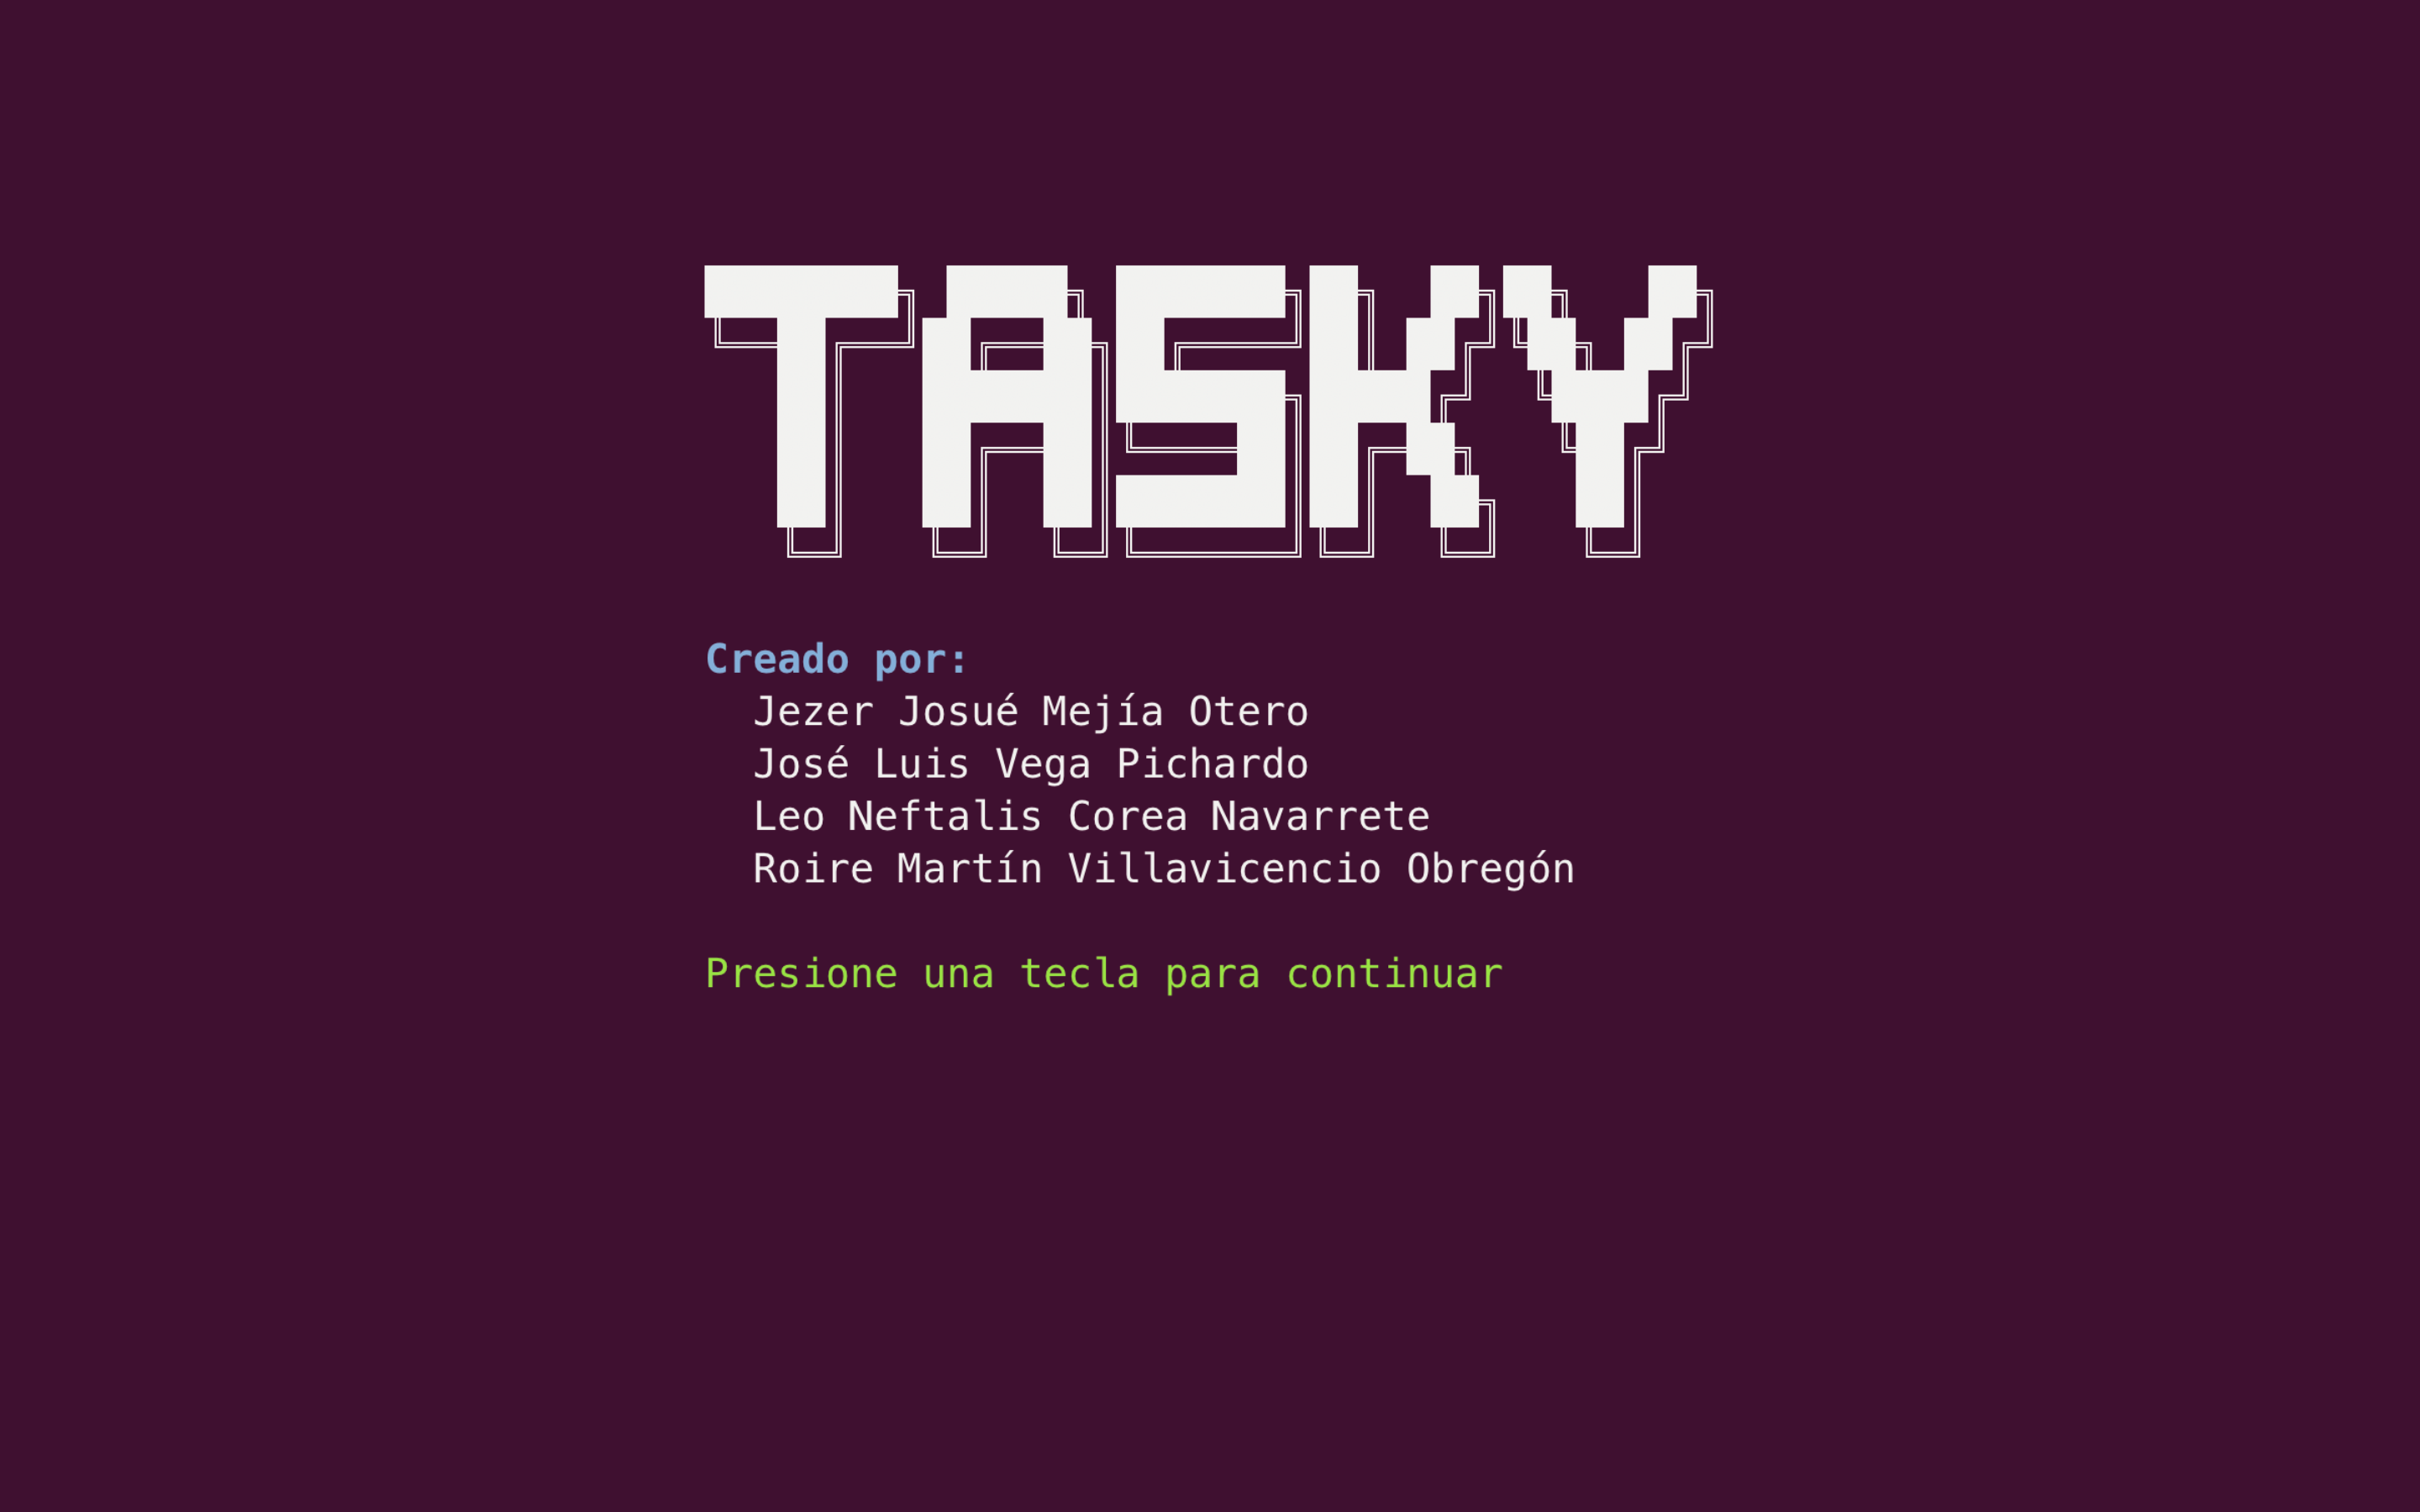 TASKY
Creado por:
Jezer Josué Mejía Otero
José Luis Vega Pichardo
Leo Neftalis Corea Navarrete
Roire Martín Villavicencio Obregón
Presione una tecla para continuar